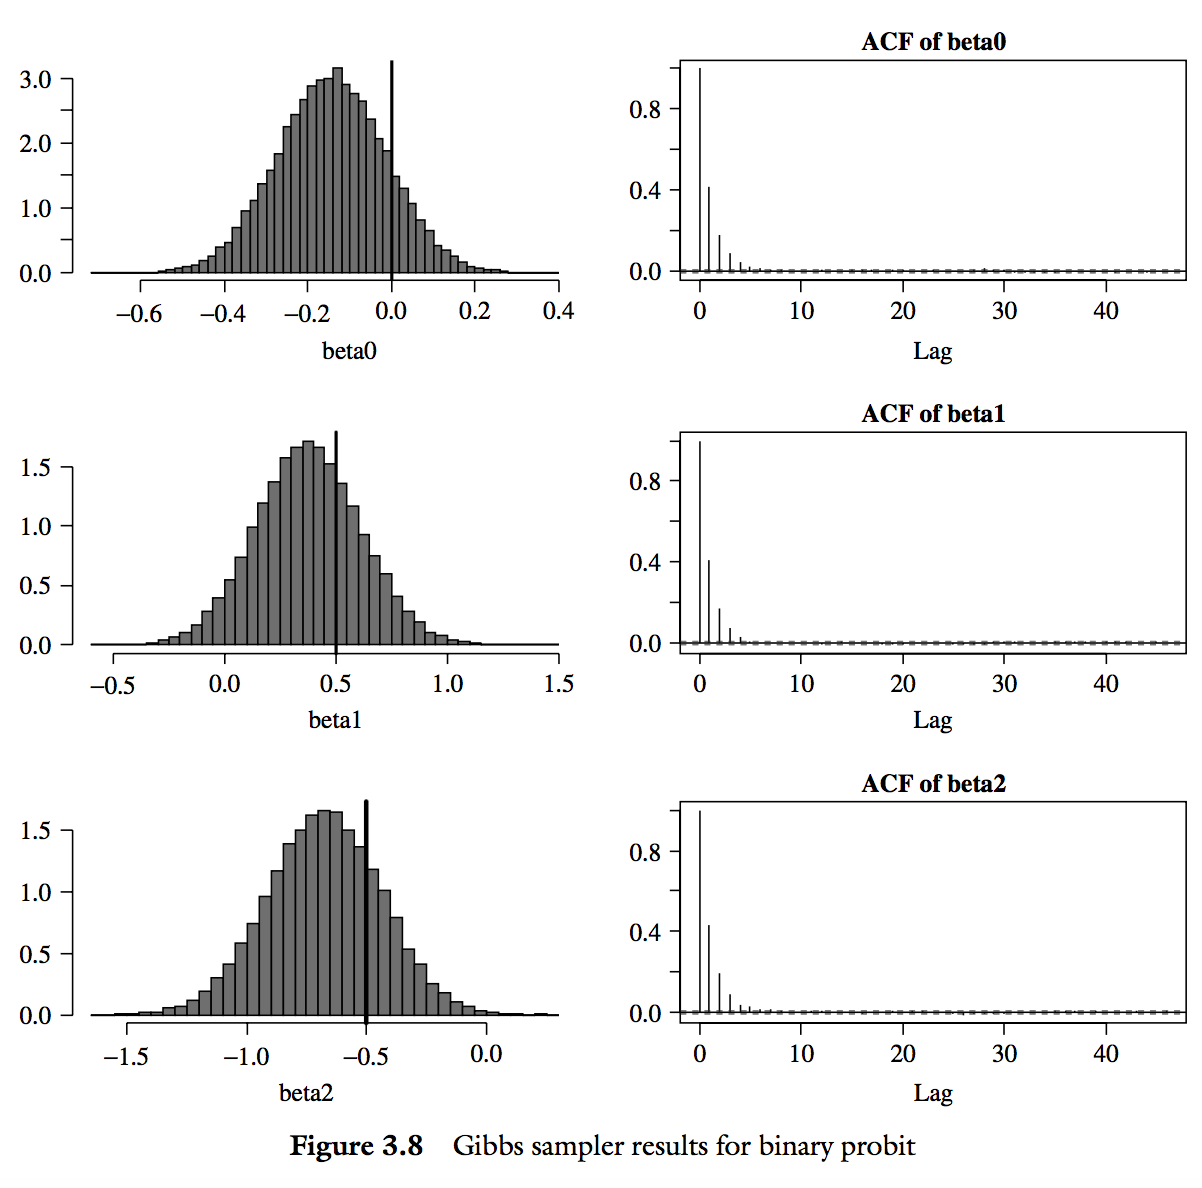 3.0
2.0
1.0
0.0
−0.6 −0.4 −0.2 0.0 0.2 0.4
beta0
ACF of beta0
0.8
0.4
0.0
0 10 20 30 40
Lag
1.5
1.0
0.5
0.0
−0.5 0.0 0.5 1.0 1.5
beta1
ACF of beta1
0.8
0.4
0.0
0 10 20 30 40
Lag
1.5
1.0
0.5
0.0
−1.5 −1.0 −0.5 0.0
beta2
ACF of beta2
0.8
0.4
0.0
0 10 20 30 40
Lag
Figure 3.8 Gibbs sampler results for binary probit